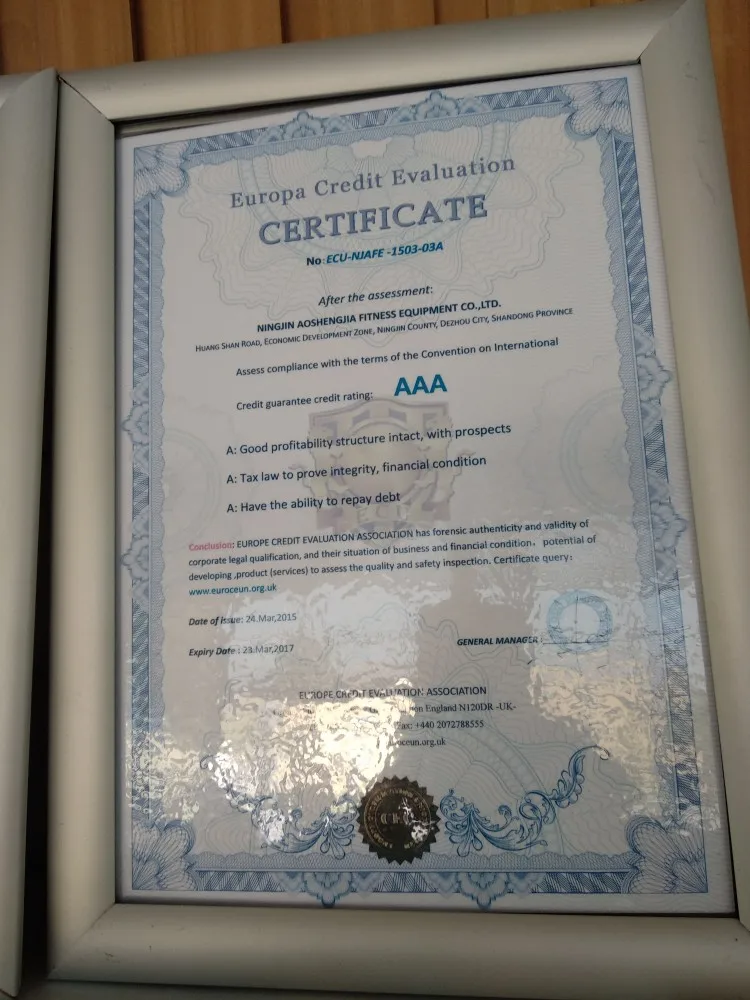 Europa Credit Evaluation
CERTIFICATE
No: ECU-NJAFE -1503-03A
After the assessment:
NINGJIN AOSHENGJIA FITNESS EQUIPMENT CO.,LTD.
HUANG SHAN ROAD, ECONOMIC DEVELOPMENT ZONE, NINGJIN COUNTY, DEZHOU CITY, SHANDONG PROVINCE
Assess compliance with the terms of the Convention on International
Credit guarantee credit rating: AAA
A: Good profitability structure intact, with prospects
A: Tax law to prove integrity, financial condition
A: Have the ability to repay debt
Conclusion: EUROPE CREDIT EVALUATION ASSOCIATION has forensic authenticity and validity of
corporate legal qualification, and their situation of business and financial condition, potential of
developing ,product (services) to assess the quality and safety inspection. Certificate query:
www.euroceun.org.uk
Date of issue: 24.Mar,2015
Expiry Date : 23.Mar,2017
GENERAL MANAGER:
EUROPE CREDIT EVALUATION ASSOCIATION
England N120DR -UK-
Fax: +440 2072788555